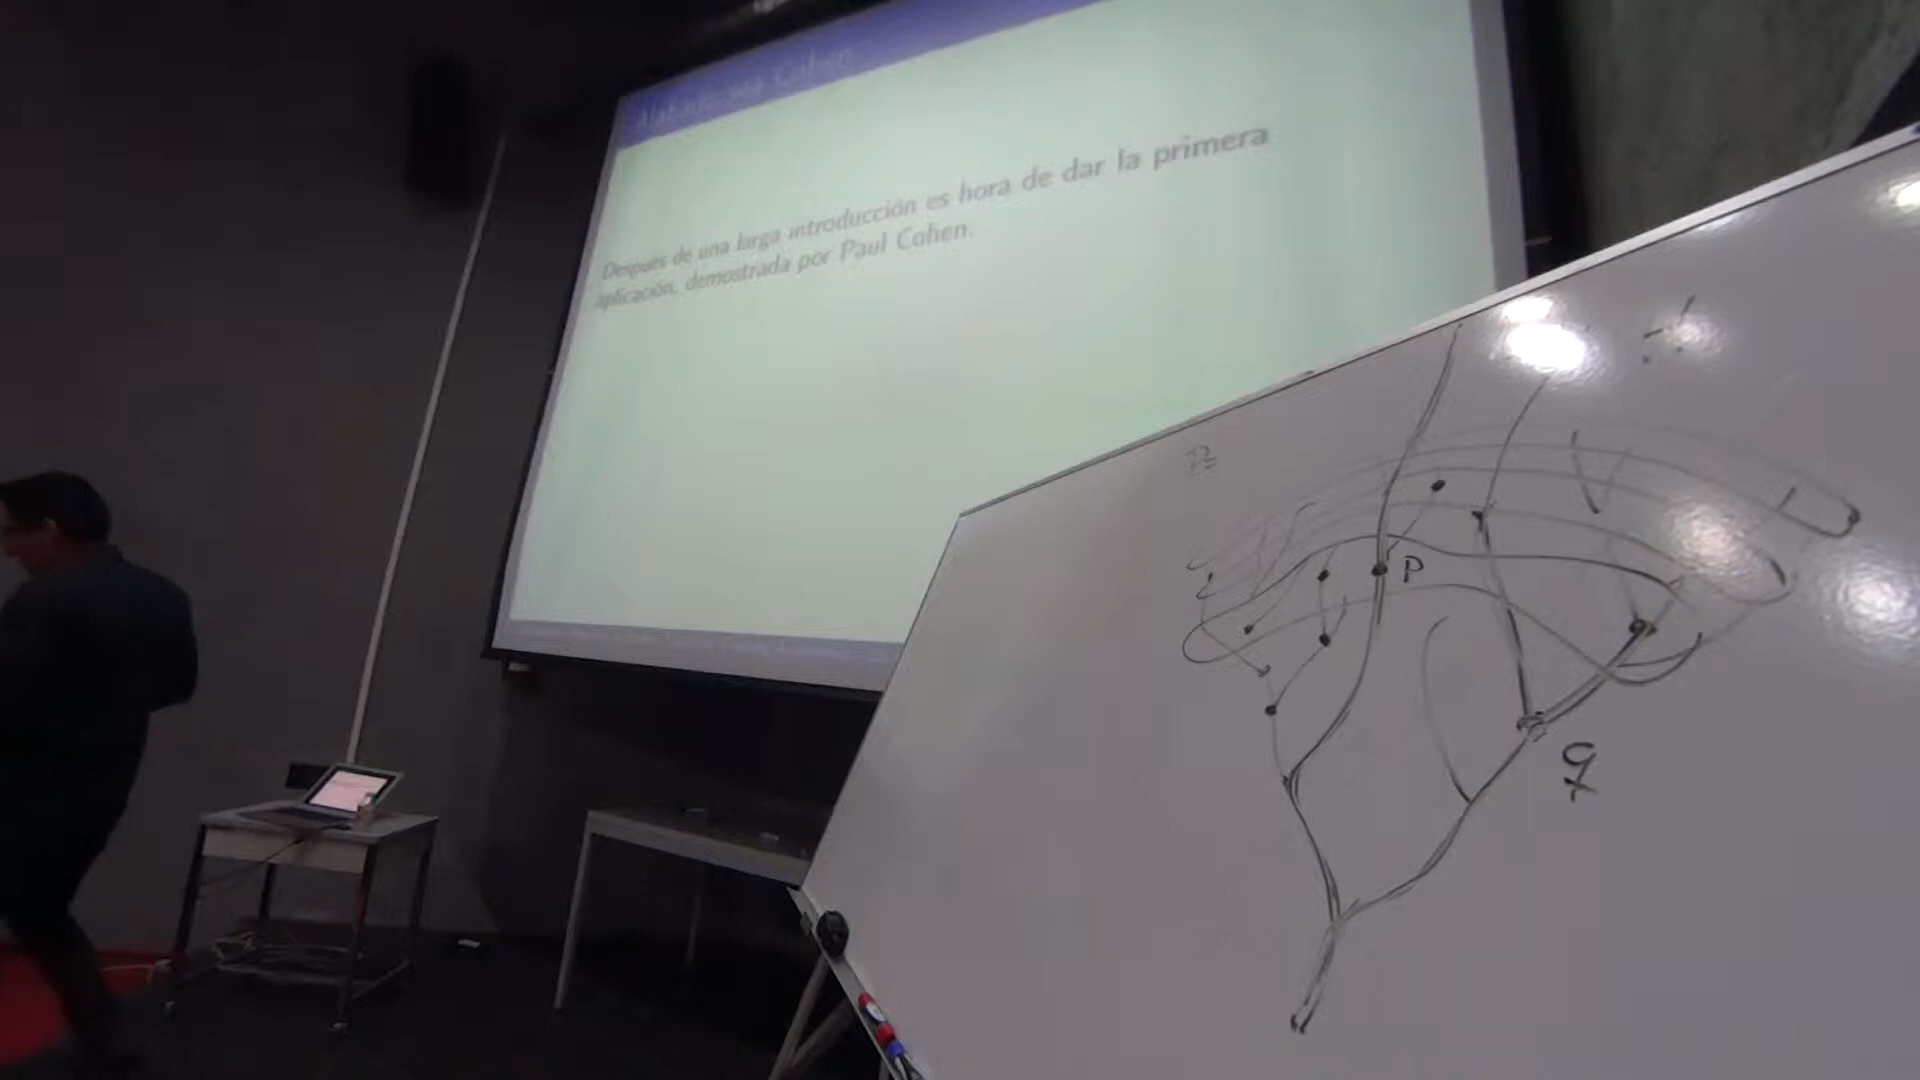 Después de una larga introducción es hora de dar la primera
aplicación, demostrada por Paul Cohen.
P
q